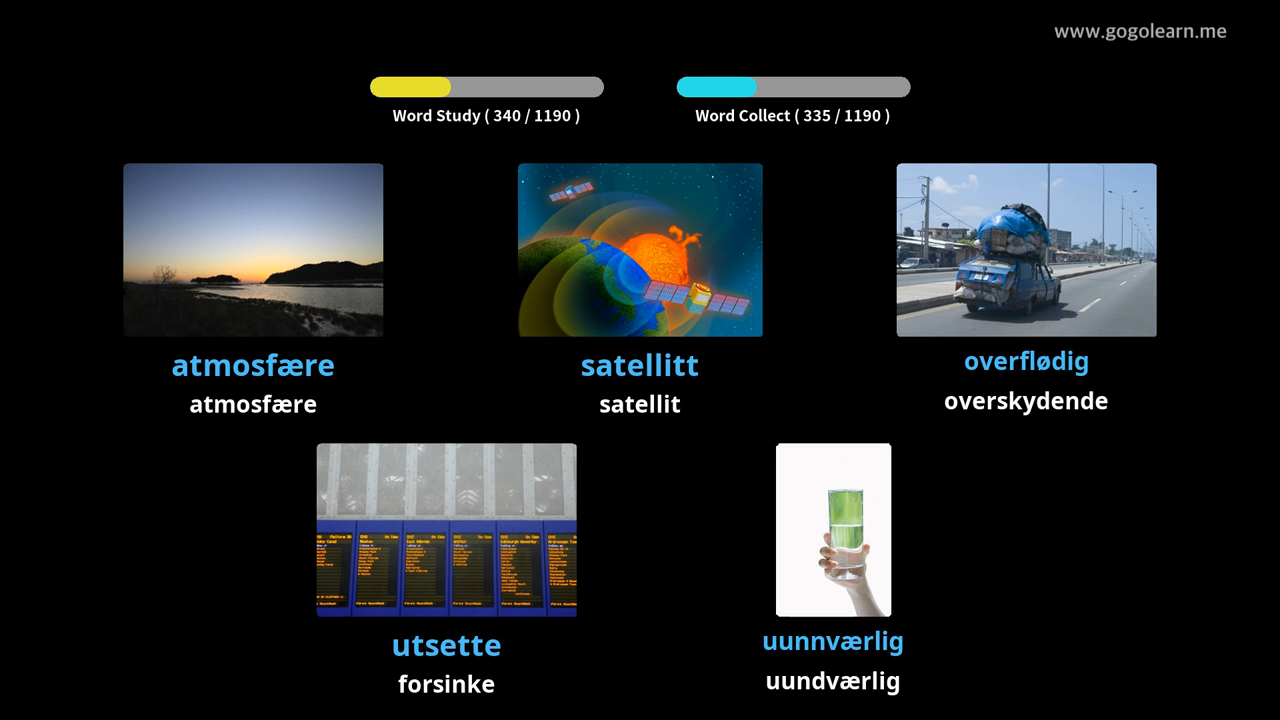 www.gogolearn.me
Word Study ( 340 / 1190 )
Word Collect ( 335 / 1190 )
atmosfære
atmosfære
satellitt
satellit
overflødig
overskydende
utsette
forsinke
uunnværlig
uundværlig